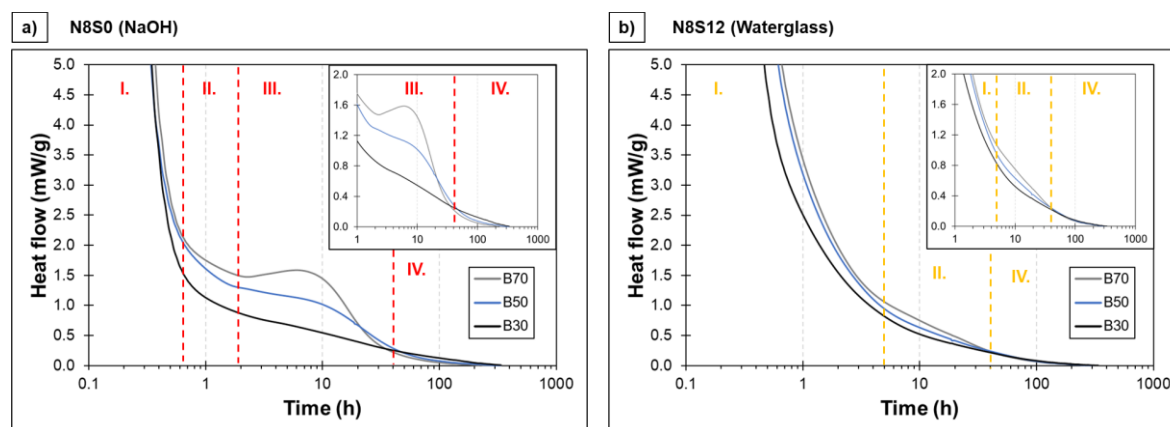 a) N8S0 (NaOH)
Heat flow (mW/g)
5.0
4.5
4.0
3.5
3.0
2.5
2.0
1.5
1.0
0.5
0.0
I. II. III.
IV.
2.0
1.6
1.2
0.8
0.4
0.0
III. IV.
1 10 100 1000
B70
B50
B30
0.1 1 10 100 1000
Time (h)
b) N8S12 (Waterglass)
Heat flow (mW/g)
5.0
4.5
4.0
3.5
3.0
2.5
2.0
1.5
1.0
0.5
0.0
I.
II. IV.
2.0
1.6
1.2
0.8
0.4
0.0
I. II. IV.
1 10 100 1000
B70
B50
B30
0.1 1 10 100 1000
Time (h)